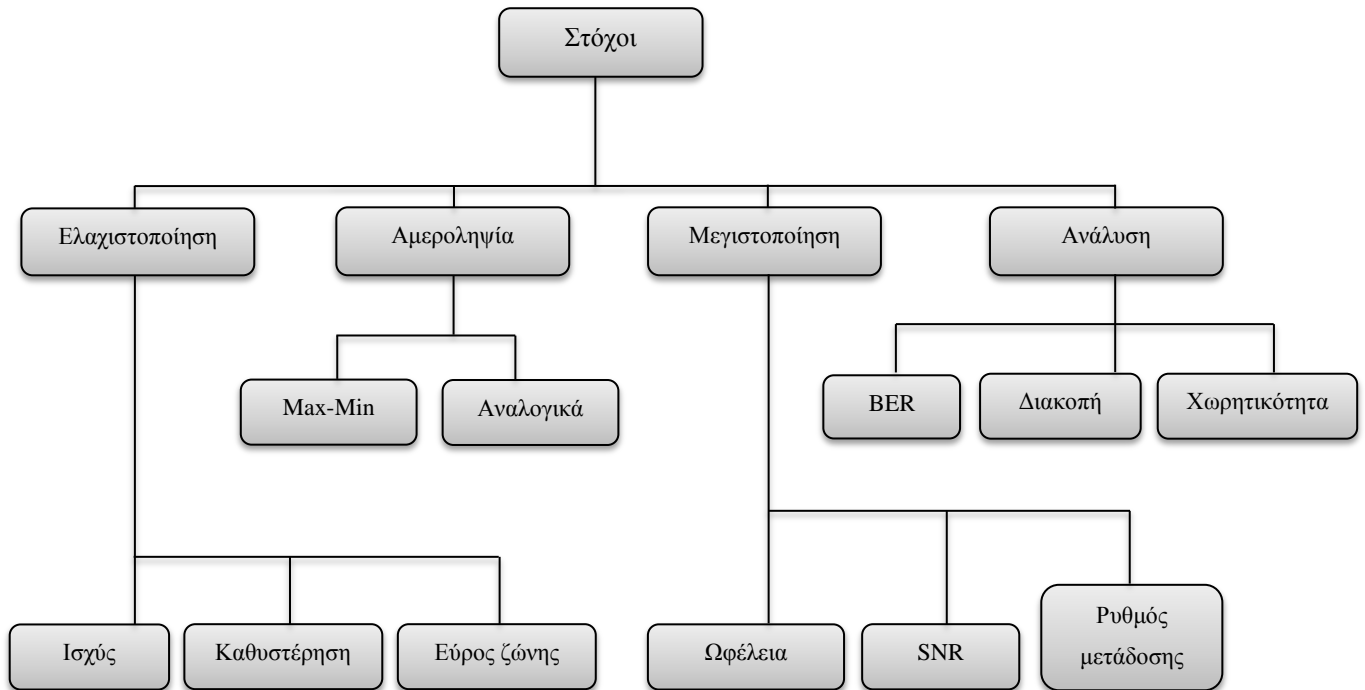 Στόχοι
Ελαχιστοποίηση
Αμεροληψία
Μεγιστοποίηση
Ανάλυση
Max-Min
Αναλογικά
BER
Διακοπή
Χωρητικότητα
Ισχύς
Καθυστέρηση
Εύρος ζώνης
Ωφέλεια
SNR
Ρυθμός
μετάδοσης